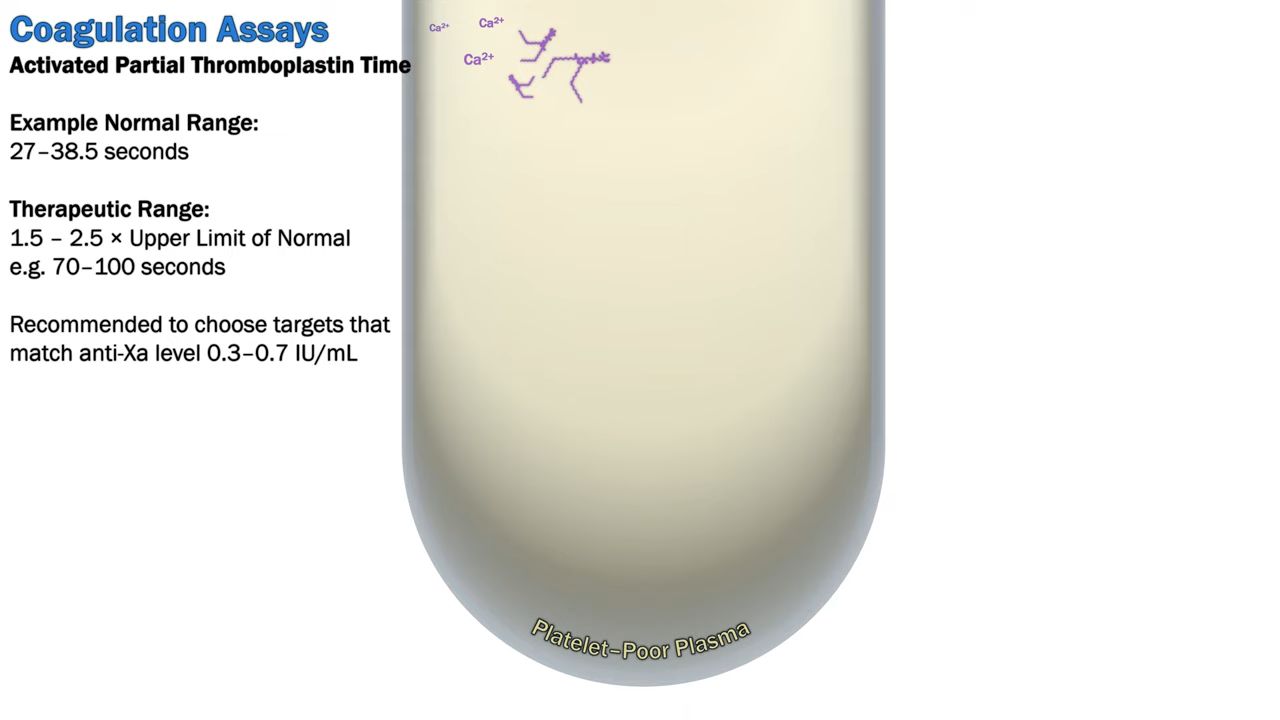 Coagulation Assays
Activated Partial Thromboplastin Time
Example Normal Range:
27–38.5 seconds
Therapeutic Range:
1.5 – 2.5 × Upper Limit of Normal
e.g. 70–100 seconds
Recommended to choose targets that
match anti-Xa level 0.3–0.7 IU/mL
Ca²⁺
Ca²⁺
Ca²⁺
Platelet–Poor Plasma